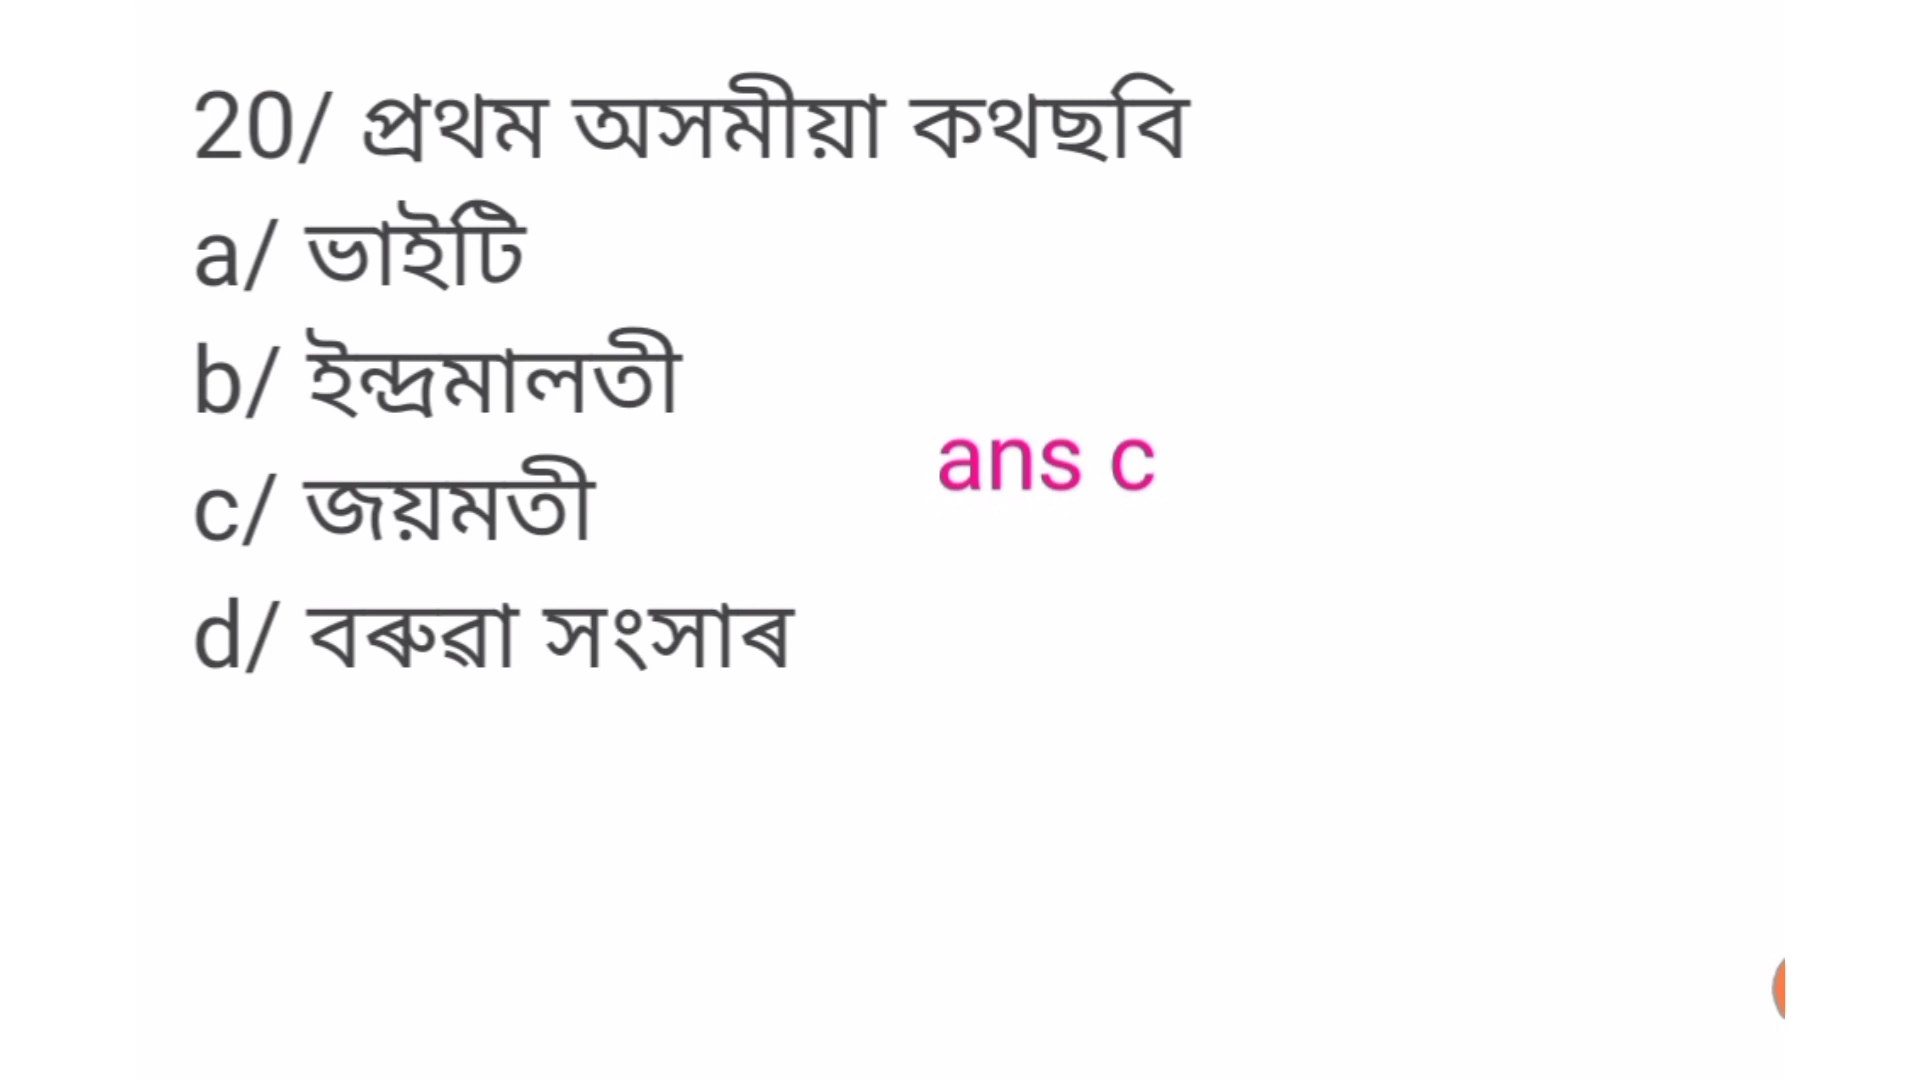 20/ প্ৰথম অসমীয়া কথছবি
a/ ভাইটি
b/ ইন্দ্ৰমালতী
ans c
c/ জয়মতী
d/ বৰুৱা সংসাৰ